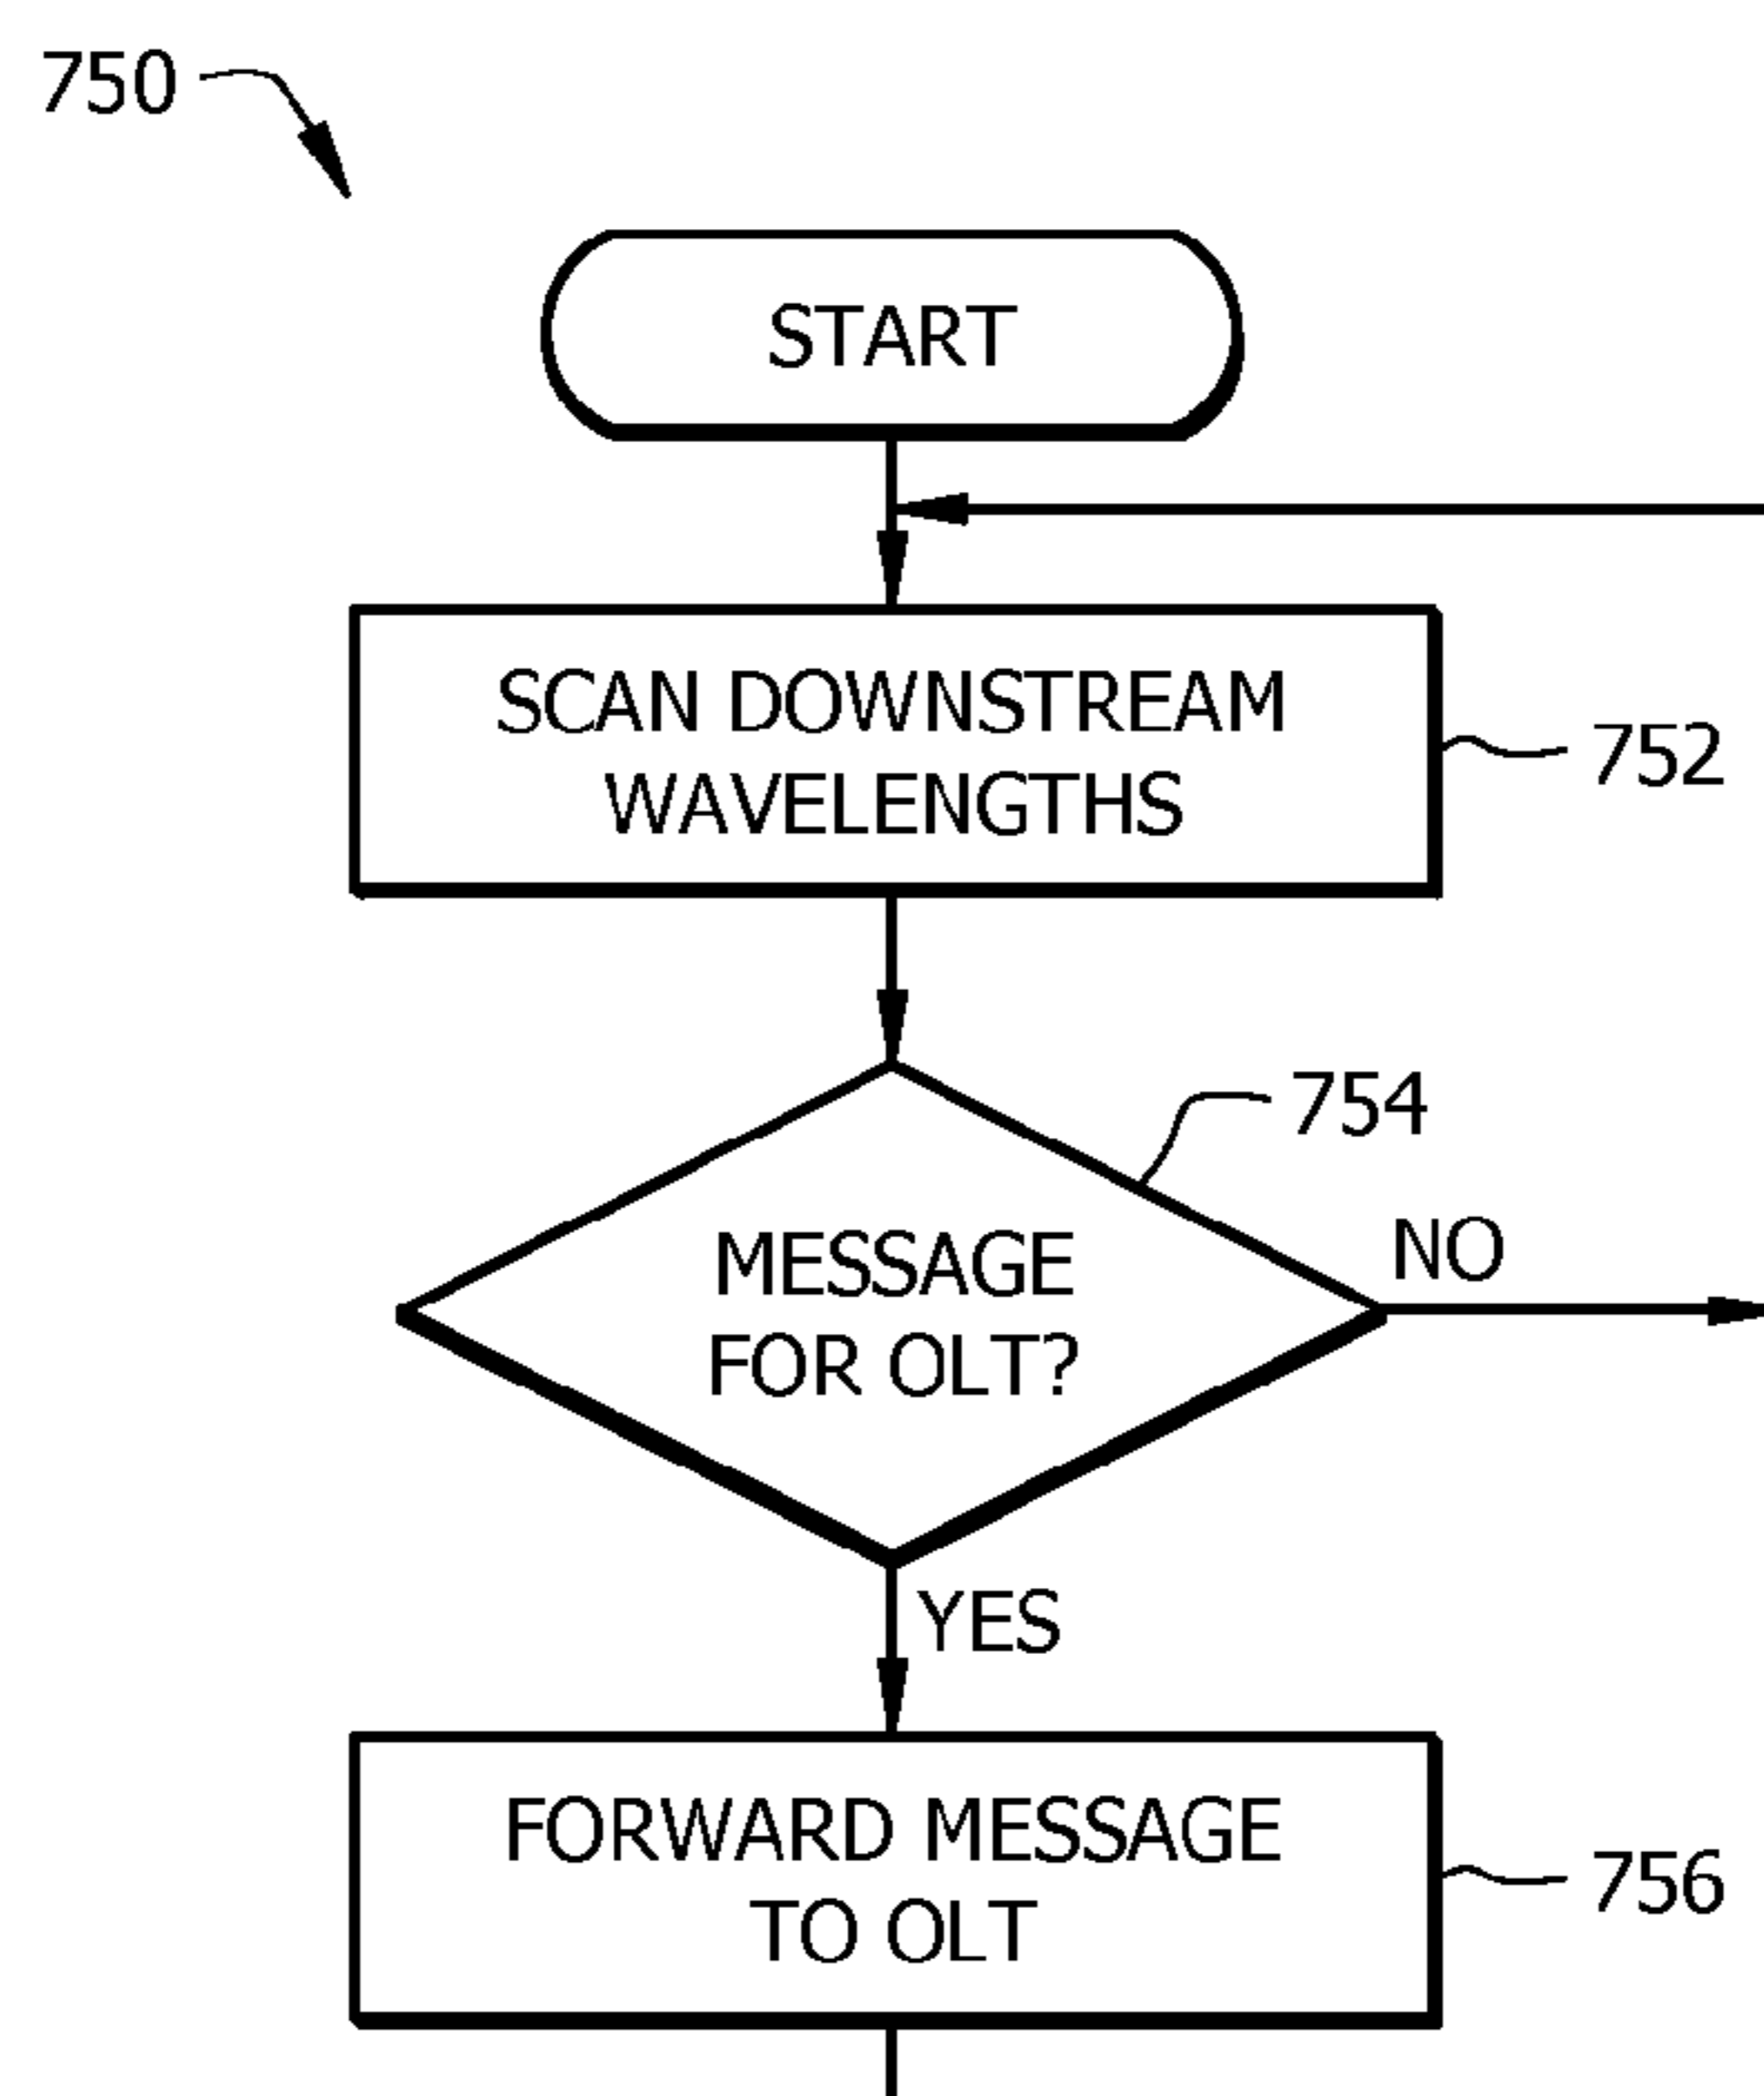 750
START
SCAN DOWNSTREAM
WAVELENGTHS
752
754
MESSAGE
FOR OLT?
NO
YES
FORWARD MESSAGE
TO OLT
756